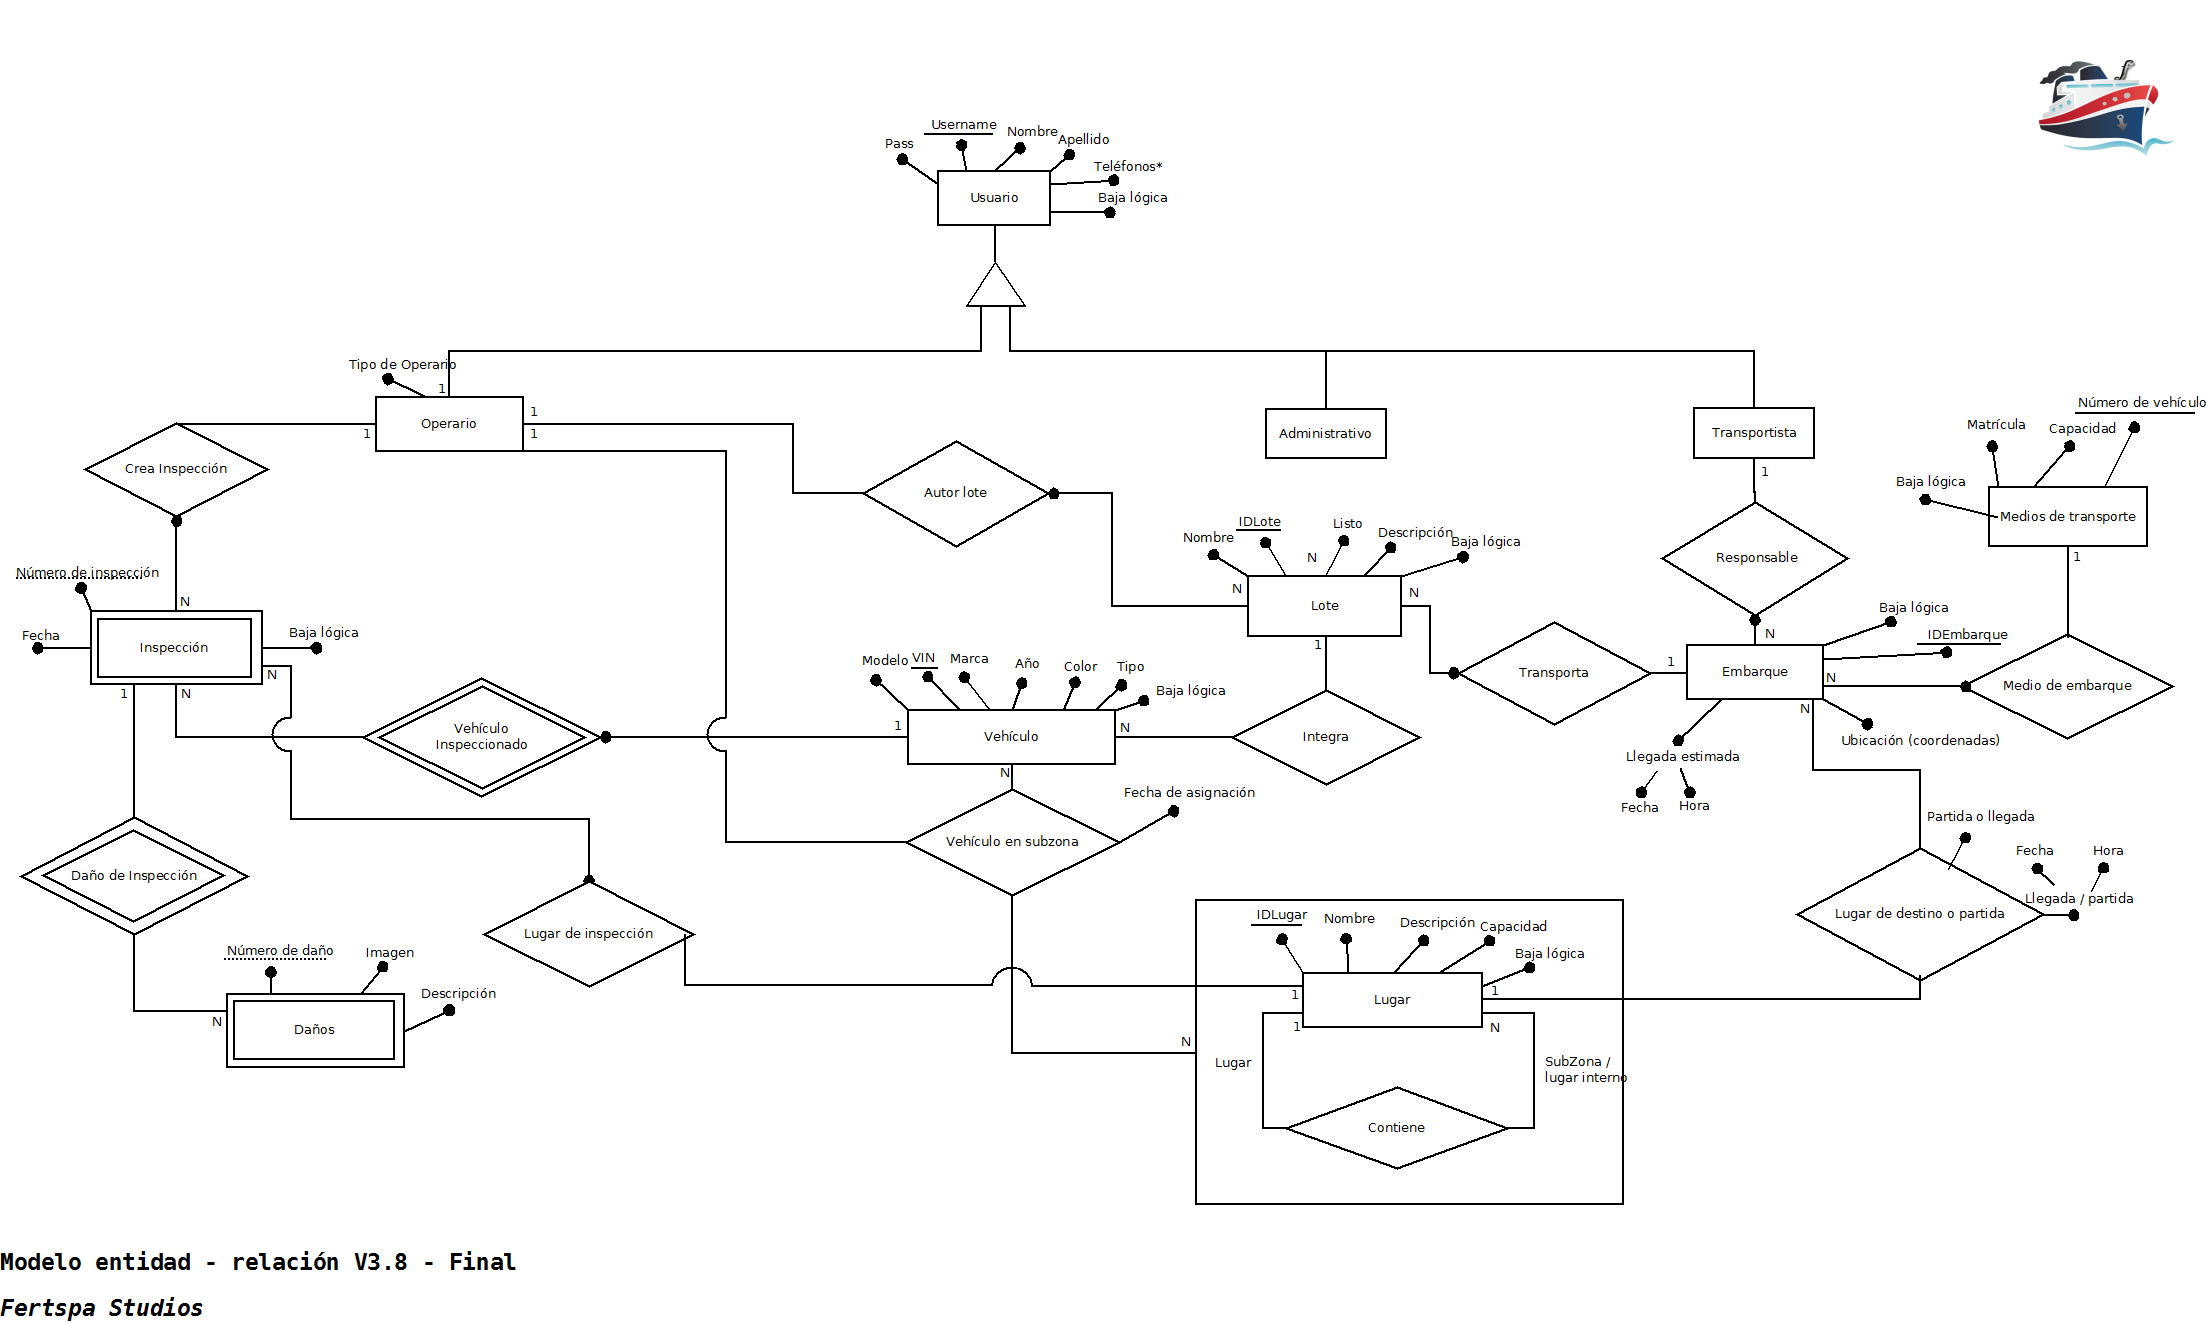 Username
Nombre
Apellido
Pass
Teléfonos*
Baja lógica
Usuario
Tipo de Operario
1
Operario
1
1
1
Administrativo
Transportista
1
Número de vehículo
Matrícula
Capacidad
Baja lógica
Medios de transporte
1
Crea Inspección
N
Autor lote
Nombre
IDLote
Listo
Descripción
Baja lógica
N
N
N
Lote
1
Responsable
N
Número de inspección
Fecha
Baja lógica
Inspección
N
1
N
Vehículo
Inspeccionado
Modelo
VIN
Marca
Año
Color
Tipo
Baja lógica
1
Vehículo
N
N
Integra
Transporta
1
Baja lógica
IDEmbarque
Embarque
N
N
Medio de embarque
Ubicación (coordenadas)
Llegada estimada
Fecha
Hora
Fecha de asignación
Vehículo en subzona
Partida o llegada
Fecha
Hora
Llegada / partida
Lugar de destino o partida
Daño de Inspección
Lugar de inspección
Número de daño
Imagen
Descripción
N
Daños
IDLugar
Nombre
Descripción
Capacidad
Baja lógica
1
Lugar
1
1
N
N
Lugar
SubZona /
lugar interno
Contiene
Modelo entidad - relación V3.8 - Final
Fertspa Studios